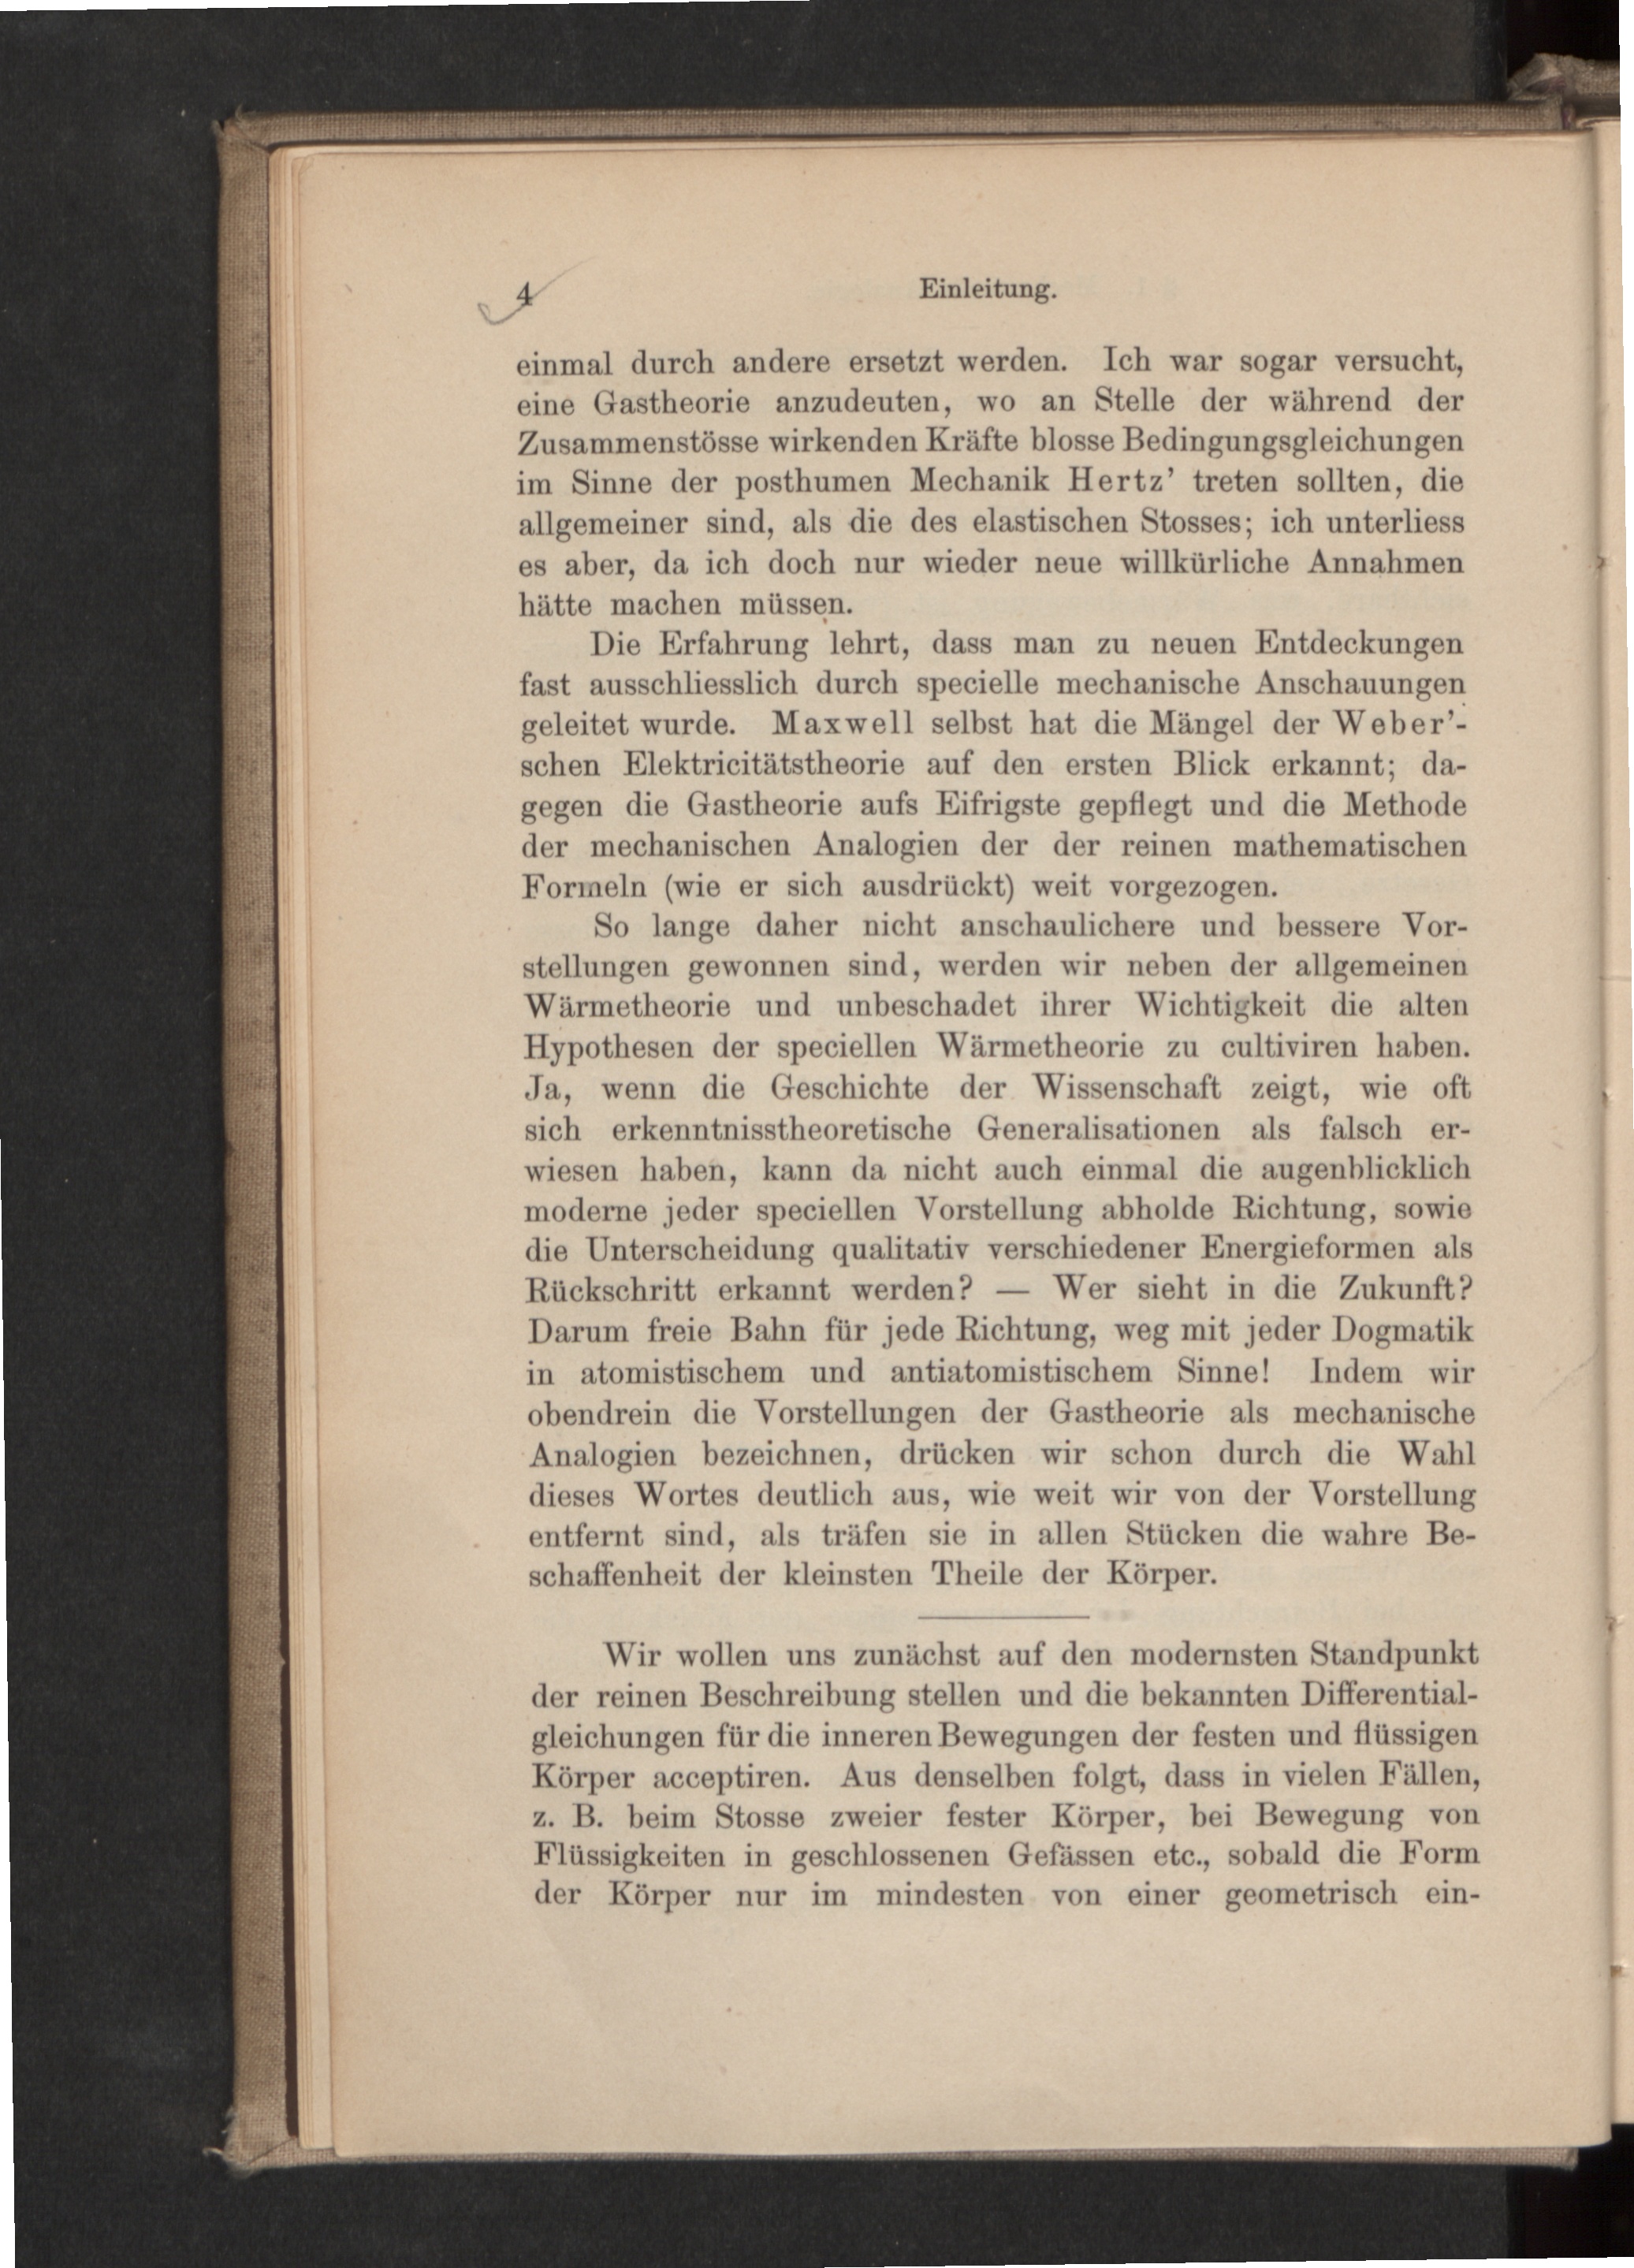 4
Einleitung.
einmal durch andere ersetzt werden. Ich war sogar versucht,
eine Gastheorie anzudeuten, wo an Stelle der während der
Zusammenstösse wirkenden Kräfte blosse Bedingungsgleichungen
im Sinne der posthumen Mechanik Hertz' treten sollten, die
allgemeiner sind, als die des elastischen Stosses; ich unterliess
es aber, da ich doch nur wieder neue willkürliche Annahmen
hätte machen müssen.
Die Erfahrung lehrt, dass man zu neuen Entdeckungen
fast ausschliesslich durch specielle mechanische Anschauungen
geleitet wurde. Maxwell selbst hat die Mängel der Weber'-
schen Elektricitätstheorie auf den ersten Blick erkannt; da-
gegen die Gastheorie aufs Eifrigste gepflegt und die Methode
der mechanischen Analogien der der reinen mathematischen
Formeln (wie er sich ausdrückt) weit vorgezogen.
So lange daher nicht anschaulichere und bessere Vor-
stellungen gewonnen sind, werden wir neben der allgemeinen
Wärmetheorie und unbeschadet ihrer Wichtigkeit die alten
Hypothesen der speciellen Wärmetheorie zu cultiviren haben.
Ja, wenn die Geschichte der Wissenschaft zeigt, wie oft
sich erkenntnisstheoretische Generalisationen als falsch er-
wiesen haben, kann da nicht auch einmal die augenblicklich
moderne jeder speciellen Vorstellung abholde Richtung, sowie
die Unterscheidung qualitativ verschiedener Energieformen als
Rückschritt erkannt werden? — Wer sieht in die Zukunft?
Darum freie Bahn für jede Richtung, weg mit jeder Dogmatik
in atomistischem und antiatomistischem Sinne! Indem wir
obendrein die Vorstellungen der Gastheorie als mechanische
Analogien bezeichnen, drücken wir schon durch die Wahl
dieses Wortes deutlich aus, wie weit wir von der Vorstellung
entfernt sind, als träfen sie in allen Stücken die wahre Be-
schaffenheit der kleinsten Theile der Körper.
Wir wollen uns zunächst auf den modernsten Standpunkt
der reinen Beschreibung stellen und die bekannten Differential-
gleichungen für die inneren Bewegungen der festen und flüssigen
Körper acceptiren. Aus denselben folgt, dass in vielen Fällen,
z. B. beim Stosse zweier fester Körper, bei Bewegung von
Flüssigkeiten in geschlossenen Gefässen etc., sobald die Form
der Körper nur im mindesten von einer geometrisch ein-